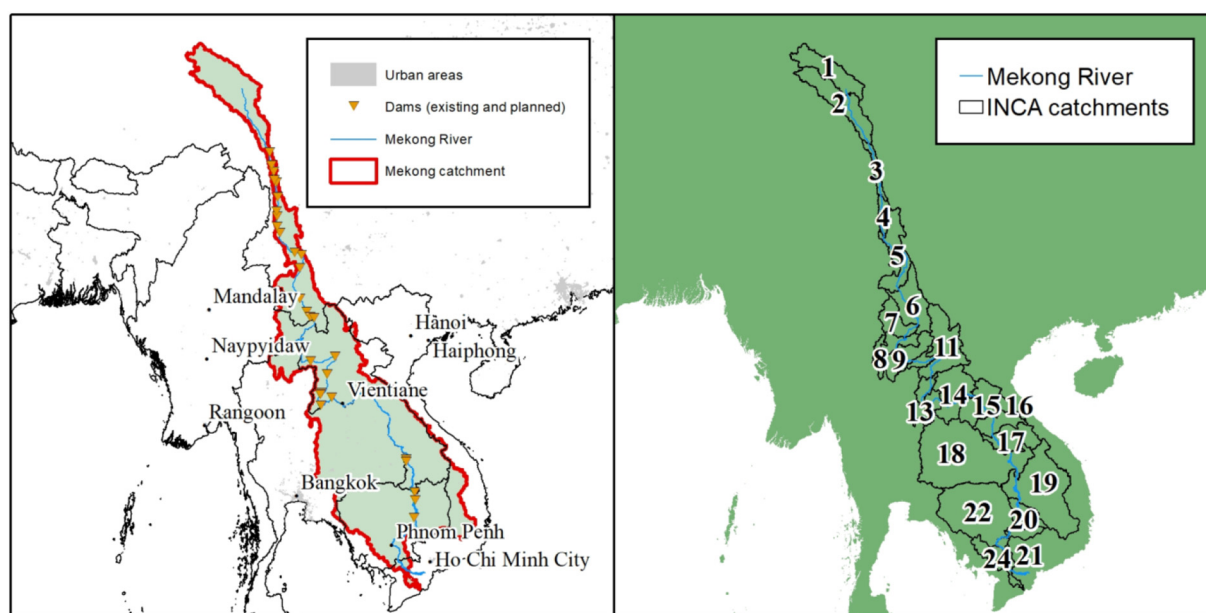 Urban areas
Dams (existing and planned)
Mekong River
Mekong catchment
Mandalay
Hanoi
Naypyidaw
Haiphong
Vientiane
Rangoon
Bangkok
Phnom Penh
Ho Chi Minh City
Mekong River
INCA catchments
1
2
3
4
5
6
7
8 9 11
13 14 15 16
17
18
19
22 20
24 21